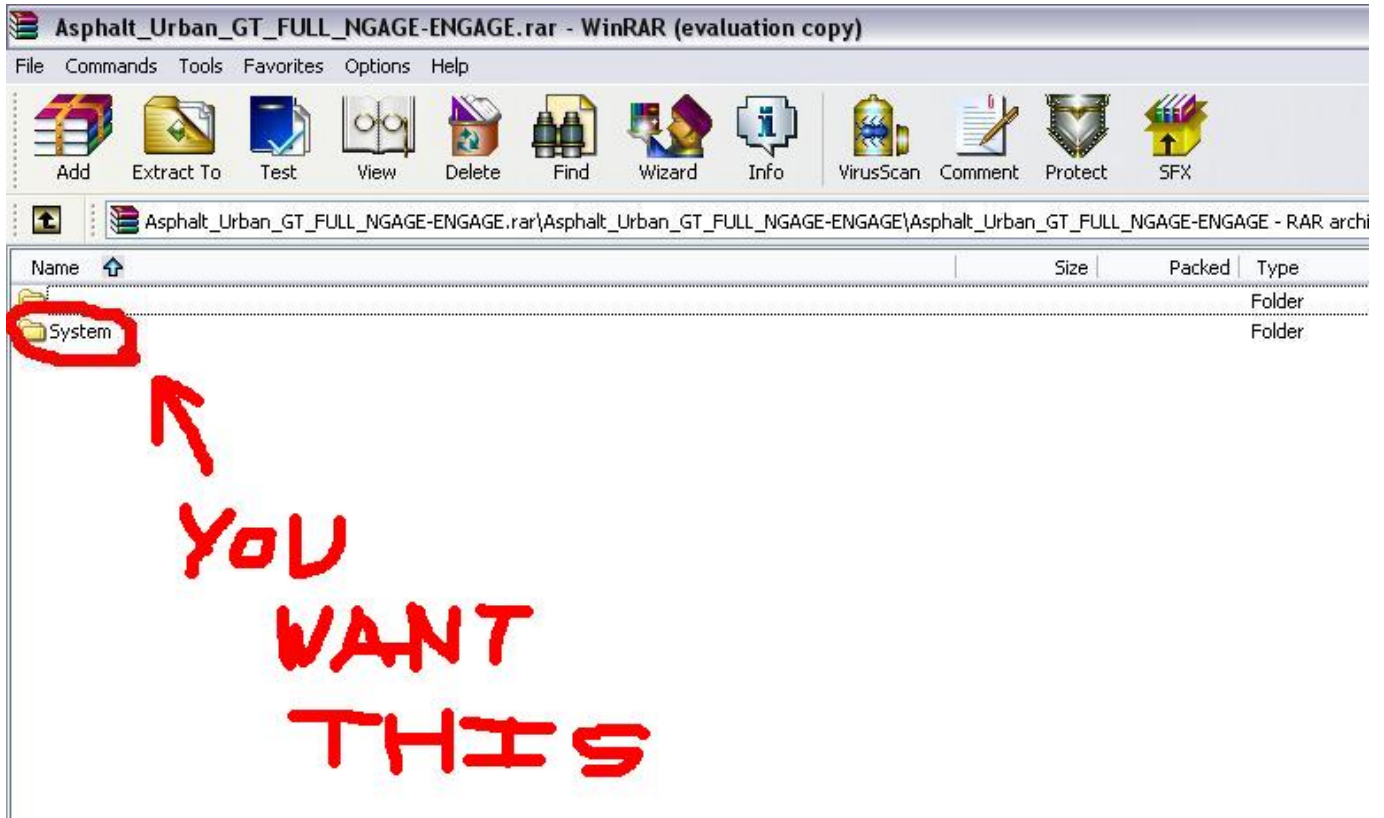 Asphalt_Urban_GT_FULL_NGAGE-ENGAGE.rar - WinRAR (evaluation copy)
File Commands Tools Favorites Options Help
Add Extract To Test View Delete Find Wizard Info VirusScan Comment Protect SFX
Asphalt_Urban_GT_FULL_NGAGE-ENGAGE.rar\Asphalt_Urban_GT_FULL_NGAGE-ENGAGE\Asphalt_Urban_GT_FULL_NGAGE-ENGAGE - RAR archi
Name Size Packed Type
Folder
System Folder
YOU
WANT
THIS